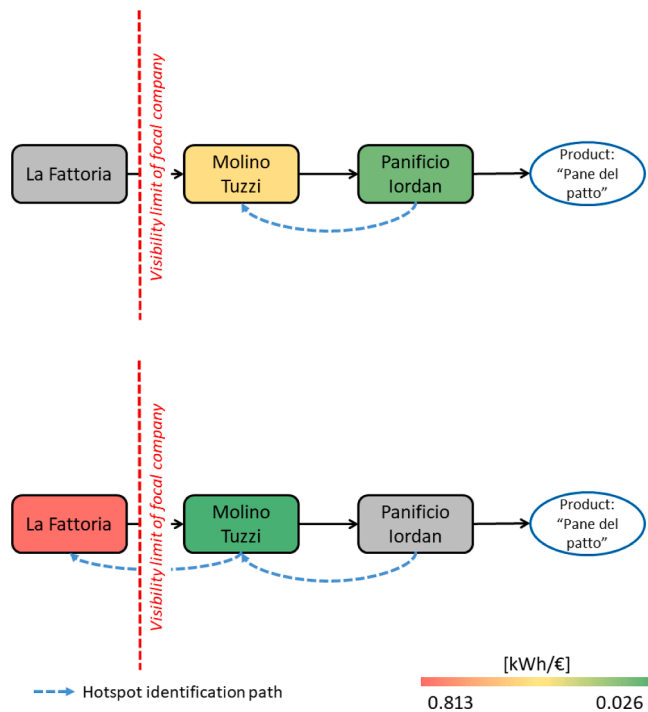 Visibility limit of focal company
La Fattoria
Molino
Tuzzi
Panificio
Iordan
Product:
“Pane del
patto”
Visibility limit of focal company
La Fattoria
Molino
Tuzzi
Panificio
Iordan
Product:
“Pane del
patto”
Hotspot identification path
[kWh/€]
0.813
0.026